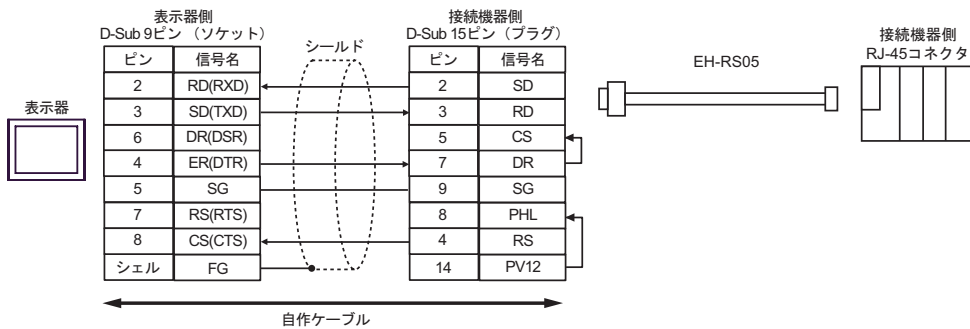 表示器側
D-Sub 9ピン （ソケット）
ピン 信号名
2 RD(RXD)
3 SD(TXD)
6 DR(DSR)
4 ER(DTR)
5 SG
7 RS(RTS)
8 CS(CTS)
シェル FG
表示器
シールド
接続機器側
D-Sub 15ピン （プラグ）
ピン 信号名
2 SD
3 RD
5 CS
7 DR
9 SG
8 PHL
4 RS
14 PV12
自作ケーブル
EH-RS05
接続機器側
RJ-45コネクタ